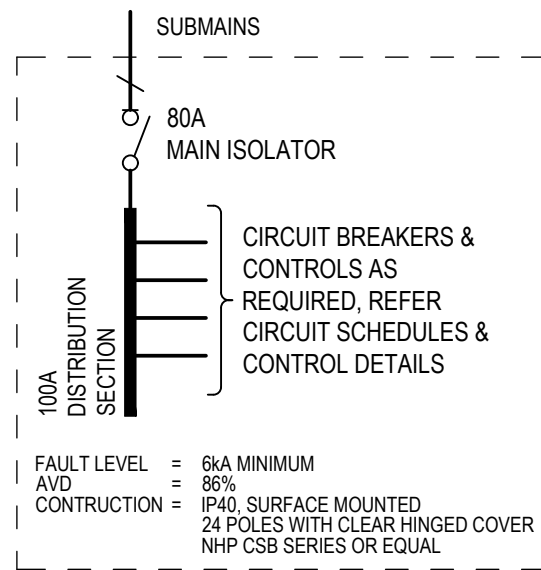 SUBMAINS
80A
MAIN ISOLATOR
CIRCUIT BREAKERS &
CONTROLS AS
REQUIRED, REFER
CIRCUIT SCHEDULES &
CONTROL DETAILS
100A
DISTRIBUTION
SECTION
FAULT LEVEL = 6kA MINIMUM
AVD = 86%
CONTRUCTION = IP40, SURFACE MOUNTED
24 POLES WITH CLEAR HINGED COVER
NHP CSB SERIES OR EQUAL